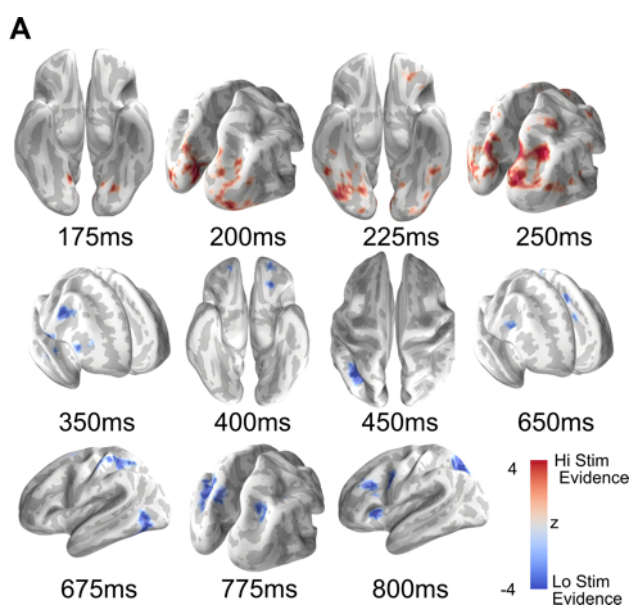 A
175ms 200ms 225ms 250ms
350ms 400ms 450ms 650ms
675ms 775ms 800ms
4 Hi Stim
Evidence
z
-4 Lo Stim
Evidence